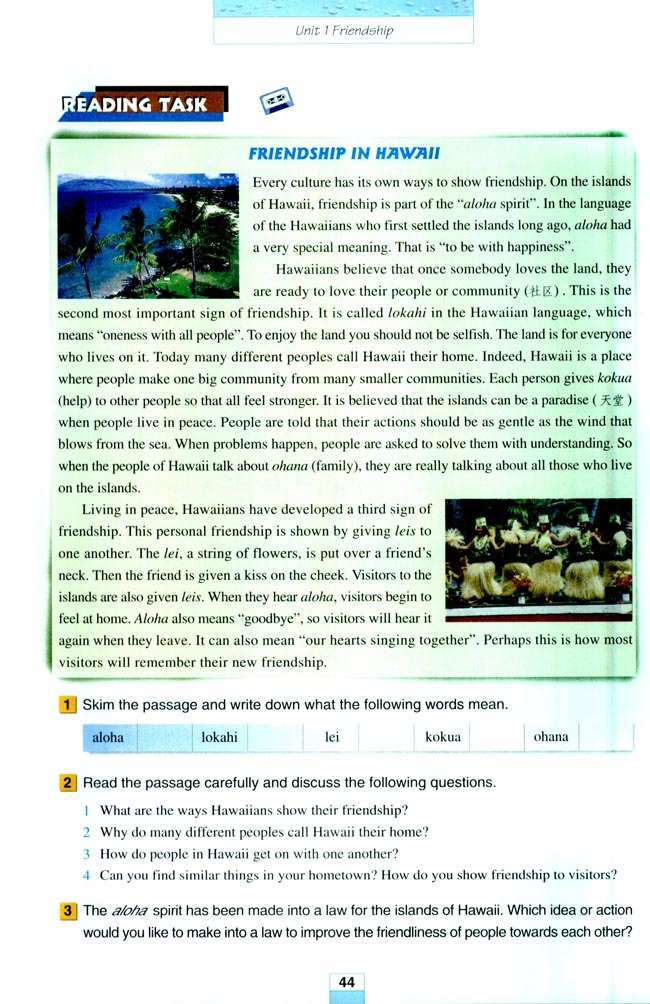 Unit 1 Friendship
READING TASK
FRIENDSHIP IN HAWAII
Every culture has its own ways to show friendship. On the islands
of Hawaii, friendship is part of the “aloha spirit”. In the language
of the Hawaiians who first settled the islands long ago, aloha had
a very special meaning. That is “to be with happiness”.
Hawaiians believe that once somebody loves the land, they
are ready to love their people or community (社区). This is the
second most important sign of friendship. It is called lokahi in the Hawaiian language, which
means “oneness with all people”. To enjoy the land you should not be selfish. The land is for everyone
who lives on it. Today many different peoples call Hawaii their home. Indeed, Hawaii is a place
where people make one big community from many smaller communities. Each person gives kokua
(help) to other people so that all feel stronger. It is believed that the islands can be a paradise (天堂)
when people live in peace. People are told that their actions should be as gentle as the wind that
blows from the sea. When problems happen, people are asked to solve them with understanding. So
when the people of Hawaii talk about ohana (family), they are really talking about all those who live
on the islands.
Living in peace, Hawaiians have developed a third sign of
friendship. This personal friendship is shown by giving leis to
one another. The lei, a string of flowers, is put over a friend’s
neck. Then the friend is given a kiss on the cheek. Visitors to the
islands are also given leis. When they hear aloha, visitors begin to
feel at home. Aloha also means “goodbye”, so visitors will hear it
again when they leave. It can also mean “our hearts singing together”. Perhaps this is how most
visitors will remember their new friendship.
1 Skim the passage and write down what the following words mean.
aloha lokahi lei kokua ohana
2 Read the passage carefully and discuss the following questions.
1 What are the ways Hawaiians show their friendship?
2 Why do many different peoples call Hawaii their home?
3 How do people in Hawaii get on with one another?
4 Can you find similar things in your hometown? How do you show friendship to visitors?
3 The aloha spirit has been made into a law for the islands of Hawaii. Which idea or action
would you like to make into a law to improve the friendliness of people towards each other?
44